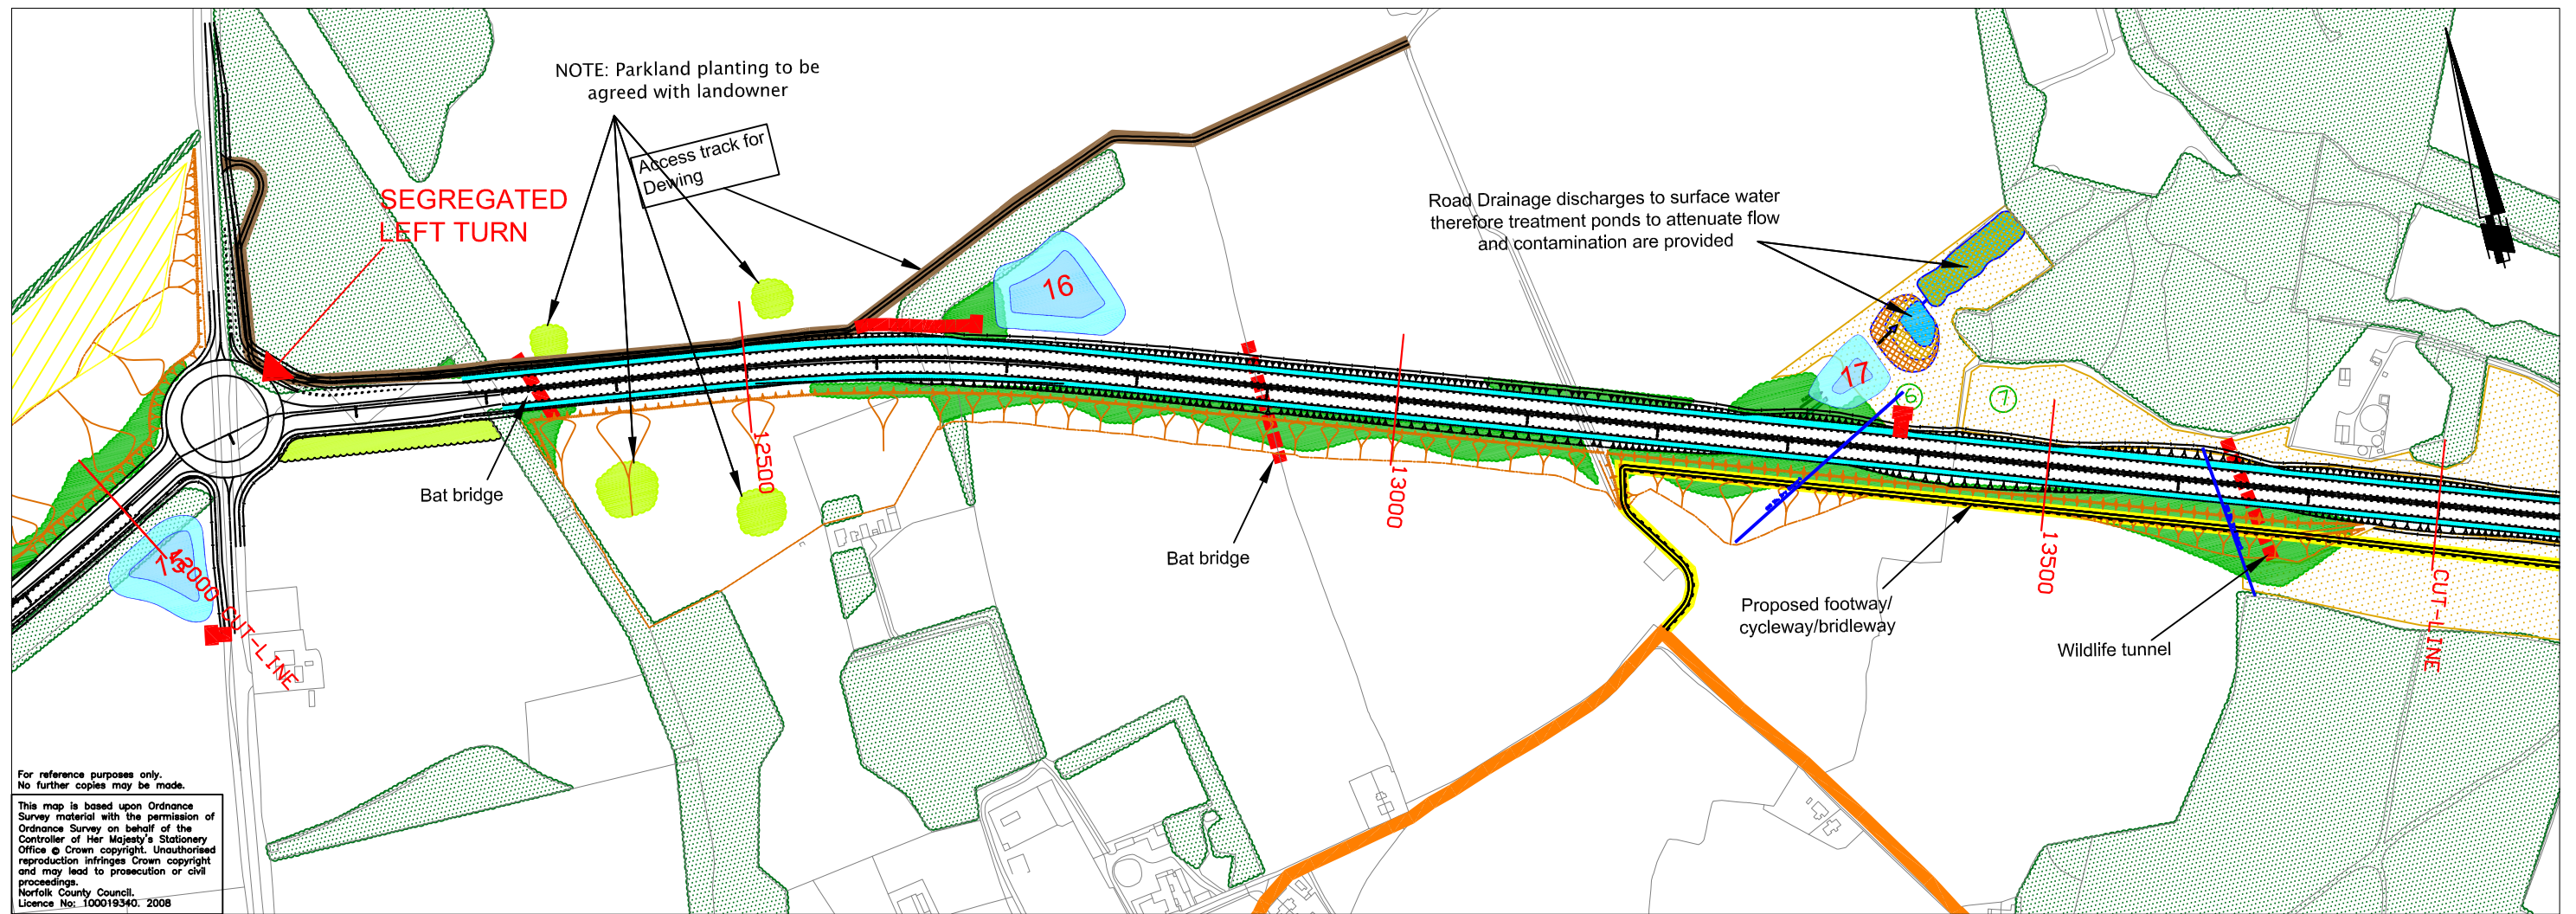 NOTE: Parkland planting to be
agreed with landowner
Access track for
Dewing
SEGREGATED
LEFT TURN
Road Drainage discharges to surface water
therefore treatment ponds to attenuate flow
and contamination are provided
16
17
6
7
12500
13000
13500
Bat bridge
Bat bridge
Proposed footway/
cycleway/bridleway
Wildlife tunnel
CUT-LINE
15
12000 CUT-LINE
For reference purposes only.
No further copies may be made.
This map is based upon Ordnance
Survey material with the permission of
Ordnance Survey on behalf of the
Controller of Her Majesty's Stationery
Office © Crown copyright. Unauthorised
reproduction infringes Crown copyright
and may lead to prosecution or civil
proceedings.
Norfolk County Council.
Licence No: 100019340. 2008